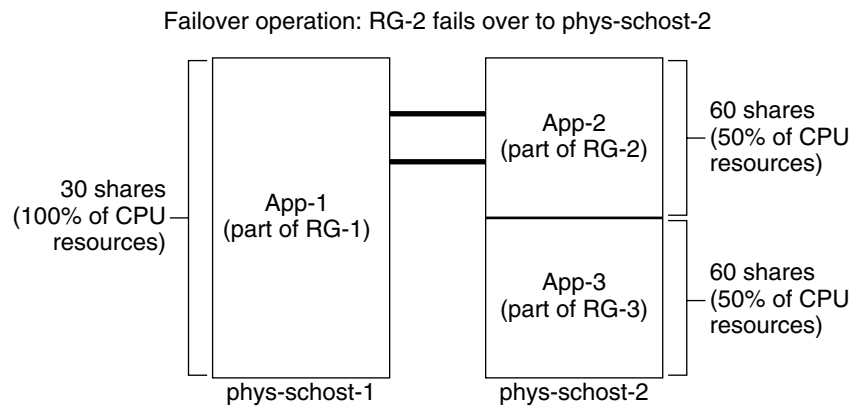 Failover operation: RG-2 fails over to phys-schost-2
30 shares
(100% of CPU
resources)
App-1
(part of RG-1)
App-2
(part of RG-2)
60 shares
(50% of CPU
resources)
App-3
(part of RG-3)
60 shares
(50% of CPU
resources)
phys-schost-1
phys-schost-2